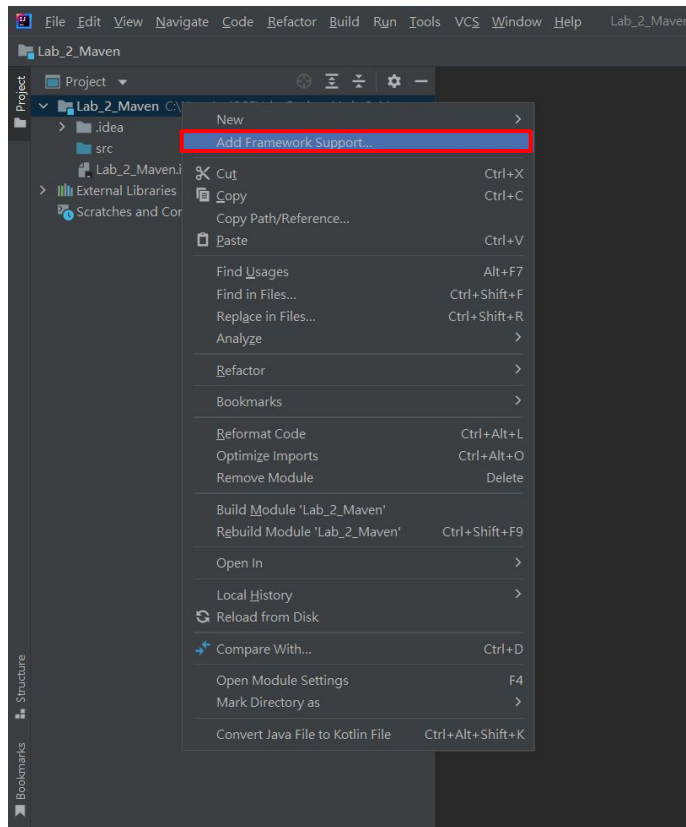 File Edit View Navigate Code Refactor Build Run Tools VCS Window Help Lab_2_Maven
Lab_2_Maven
Project
Project
Lab_2_Maven C:\
.idea
src
Lab_2_Maven.i
External Libraries
Scratches and Cor
New
Add Framework Support...
Cut Ctrl+X
Copy Ctrl+C
Copy Path/Reference...
Paste Ctrl+V
Find Usages Alt+F7
Find in Files... Ctrl+Shift+F
Replace in Files... Ctrl+Shift+R
Analyze
Refactor
Bookmarks
Reformat Code Ctrl+Alt+L
Optimize Imports Ctrl+Alt+O
Remove Module Delete
Build Module 'Lab_2_Maven'
Rebuild Module 'Lab_2_Maven' Ctrl+Shift+F9
Open In
Local History
Reload from Disk
Compare With... Ctrl+D
Open Module Settings F4
Mark Directory as
Convert Java File to Kotlin File Ctrl+Alt+Shift+K
Structure
Bookmarks